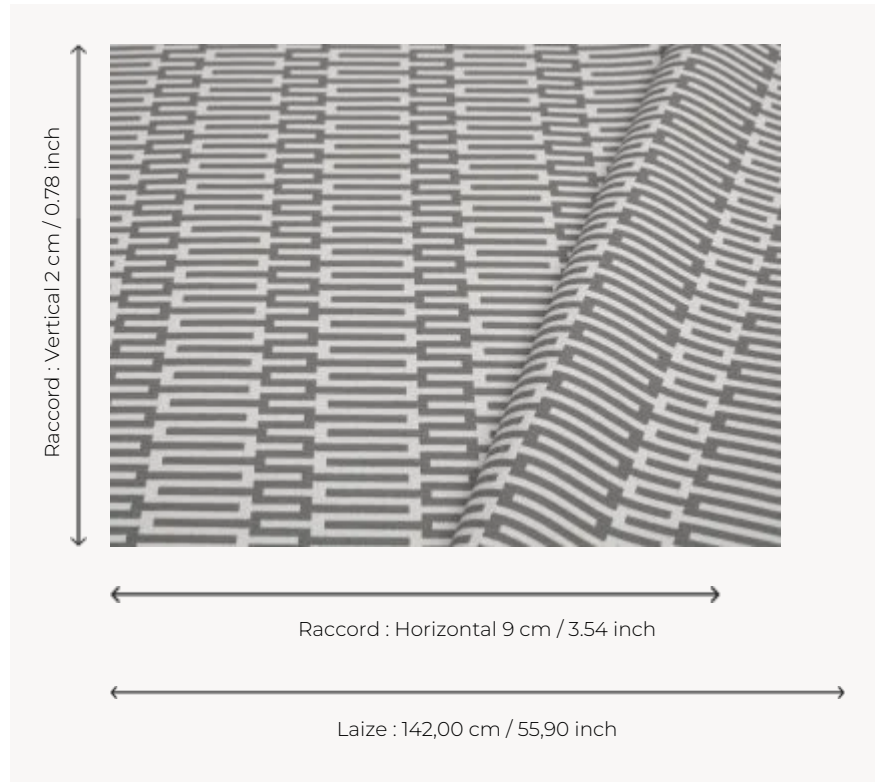 Raccord : Vertical 2 cm / 0.78 inch
Raccord : Horizontal 9 cm / 3.54 inch
Laize : 142,00 cm / 55,90 inch